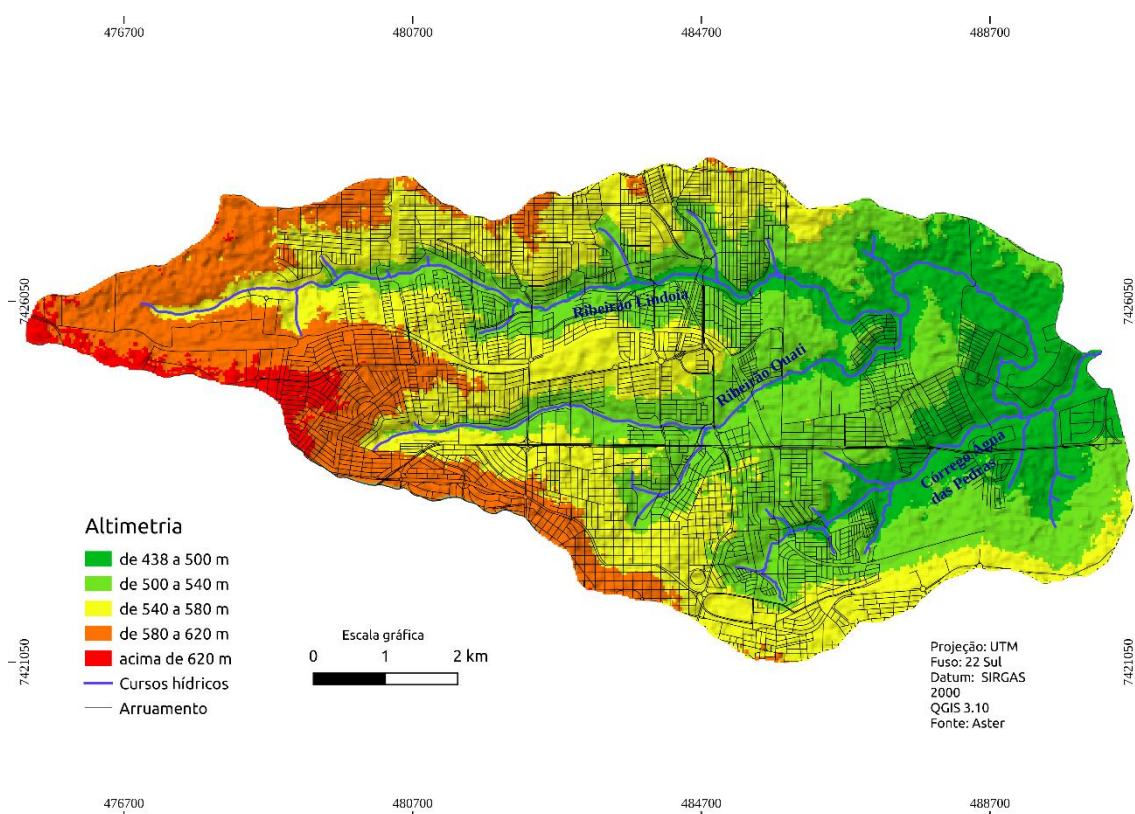 476700 480700 484700 488700
7426050
7426050
Ribeirão Lindoia
Ribeirão Quati
Córrego Água
das Pedras
Altimetria
de 438 a 500 m
de 500 a 540 m
de 540 a 580 m
de 580 a 620 m
acima de 620 m
Cursos hídricos
Arruamento
Escala gráfica
0 1 2 km
7421050
7421050
Projeção: UTM
Fuso: 22 Sul
Datum: SIRGAS
2000
QGIS 3.10
Fonte: Aster
476700 480700 484700 488700